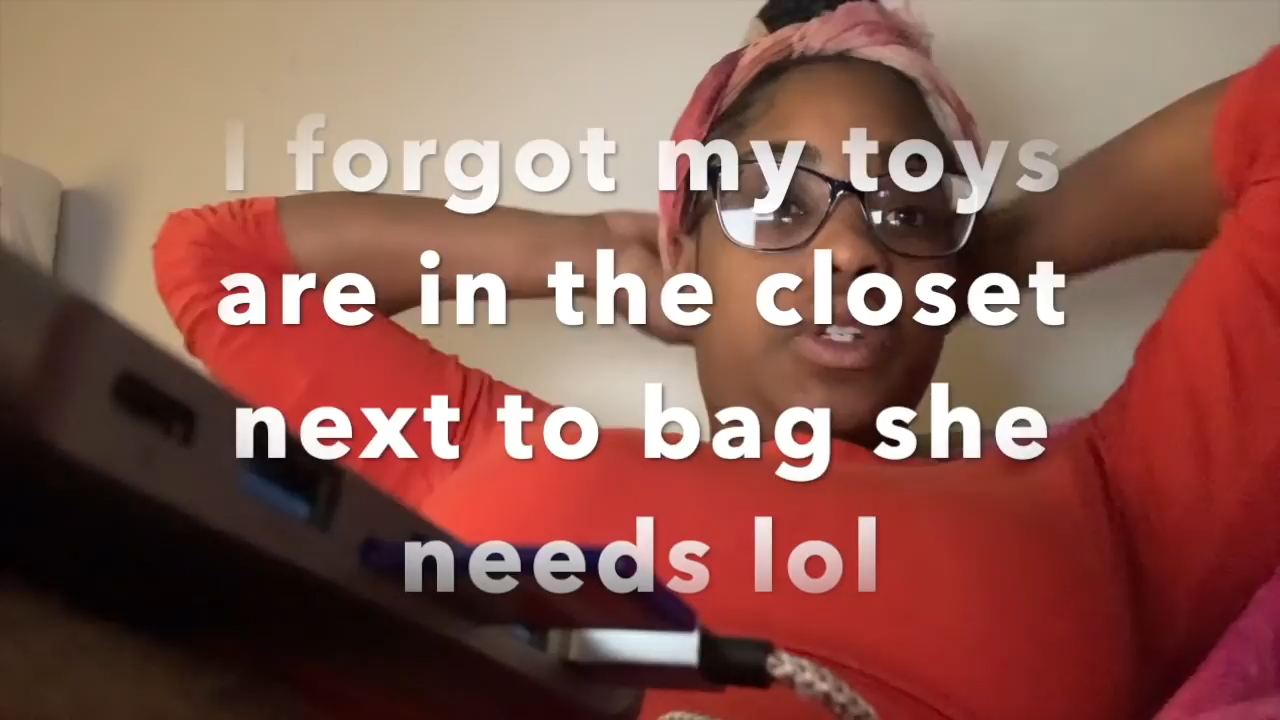 I forgot my toys
are in the closet
next to bag she
needs lol